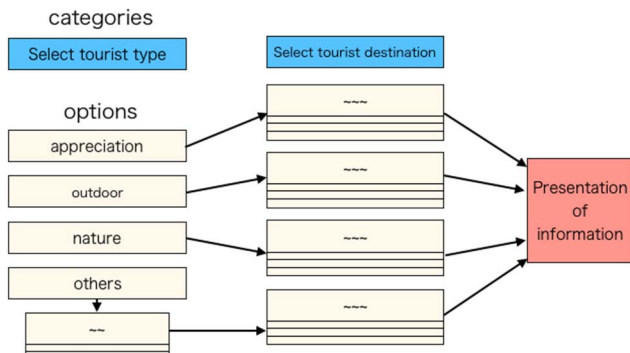 categories
Select tourist type
Select tourist destination
options
appreciation
outdoor
nature
others
~~
~~~
~~~
~~~
~~~
Presentation
of
information